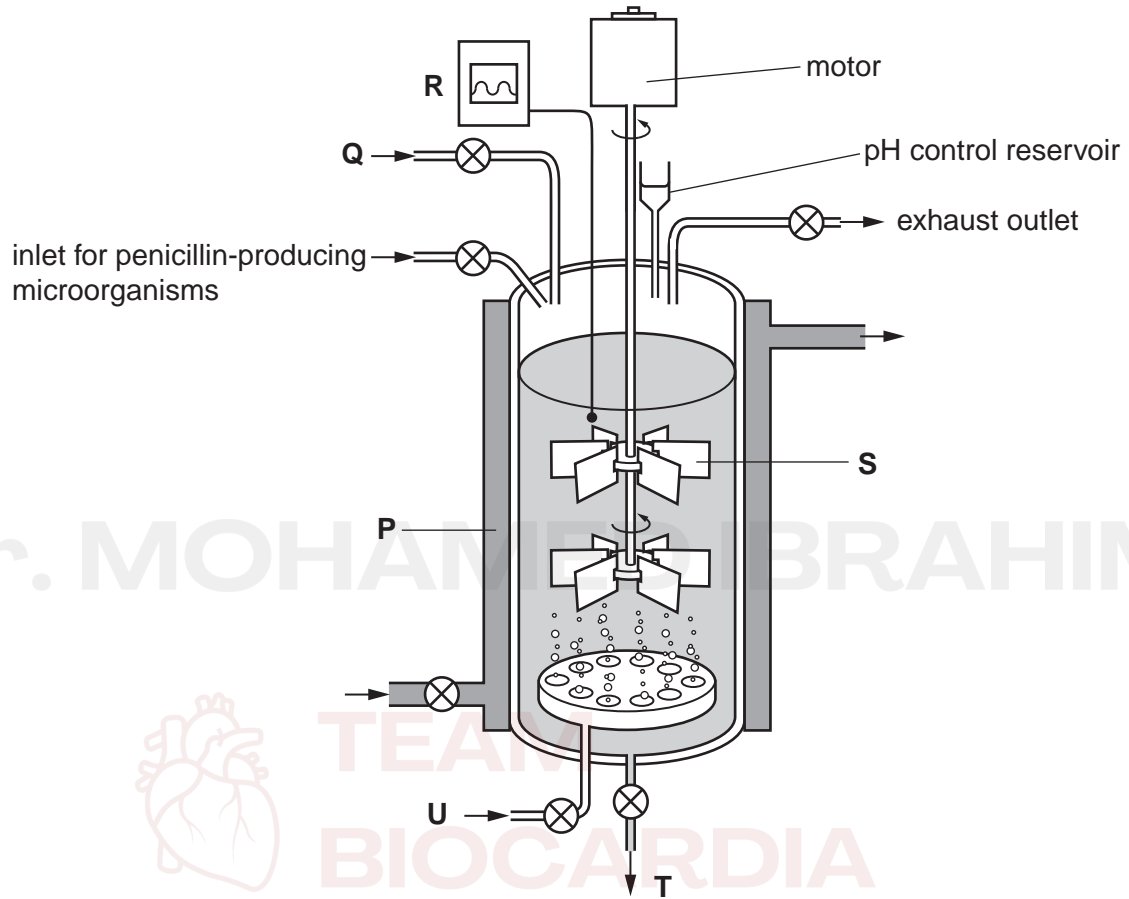 motor
R
Q
pH control reservoir
exhaust outlet
inlet for penicillin-producing
microorganisms
S
P
r. MOHAMED IBRAHIM
TEAM
BIOCARDIA
U
T